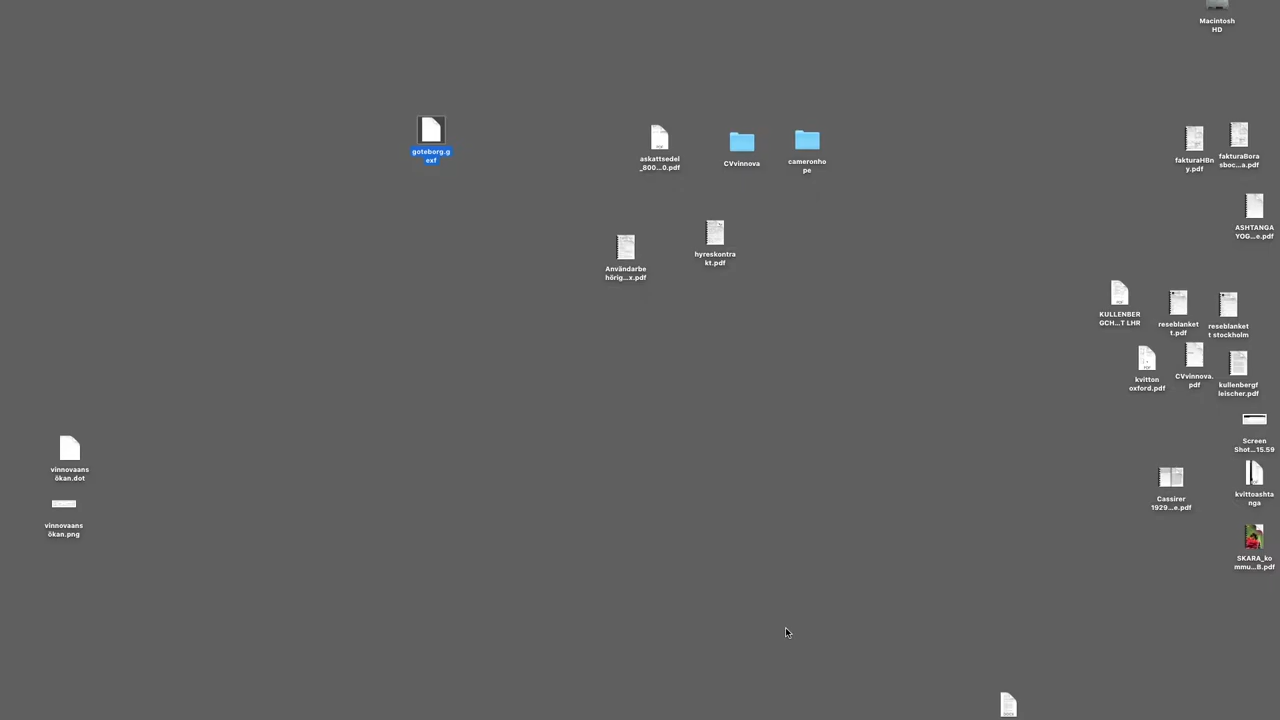 Macintosh
HD
goteborg.g
exf
askattsedel
_800...0.pdf
CVvinnova
cameronho
pe
fakturaHBn
y.pdf
fakturaBora
sboc...a.pdf
ASHTANGA
YOG...e.pdf
Användarbe
hörig...x.pdf
hyreskontra
kt.pdf
KULLENBER
GCH...T LHR
reseblanket
t.pdf
reseblanket
t stockholm
kvitton
oxford.pdf
CVvinnova.
pdf
kullenbergf
leischer.pdf
Screen
Shot...15.59
vinnovaans
ökan.dot
Cassirer
1929...e.pdf
kvittoashta
nga
vinnovaans
ökan.png
SKARA_ko
mmu...B.pdf